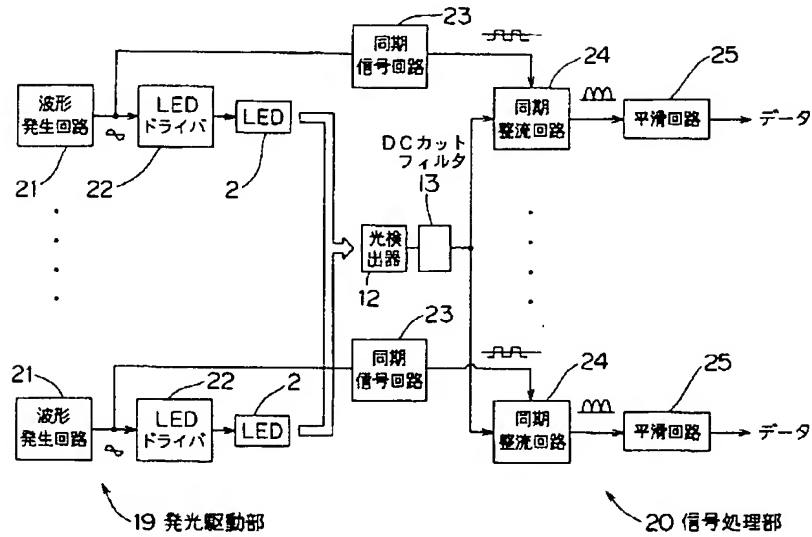 23
同期
信号回路
24
25
波形
発生回路
LED
ドライバ
LED
同期
整流回路
平滑回路
データ
21
22
2
DCカット
フィルタ
13
光検
出器
12
23
同期
信号回路
21
22
2
24
25
波形
発生回路
LED
ドライバ
LED
同期
整流回路
平滑回路
データ
19 発光駆動部
20 信号処理部